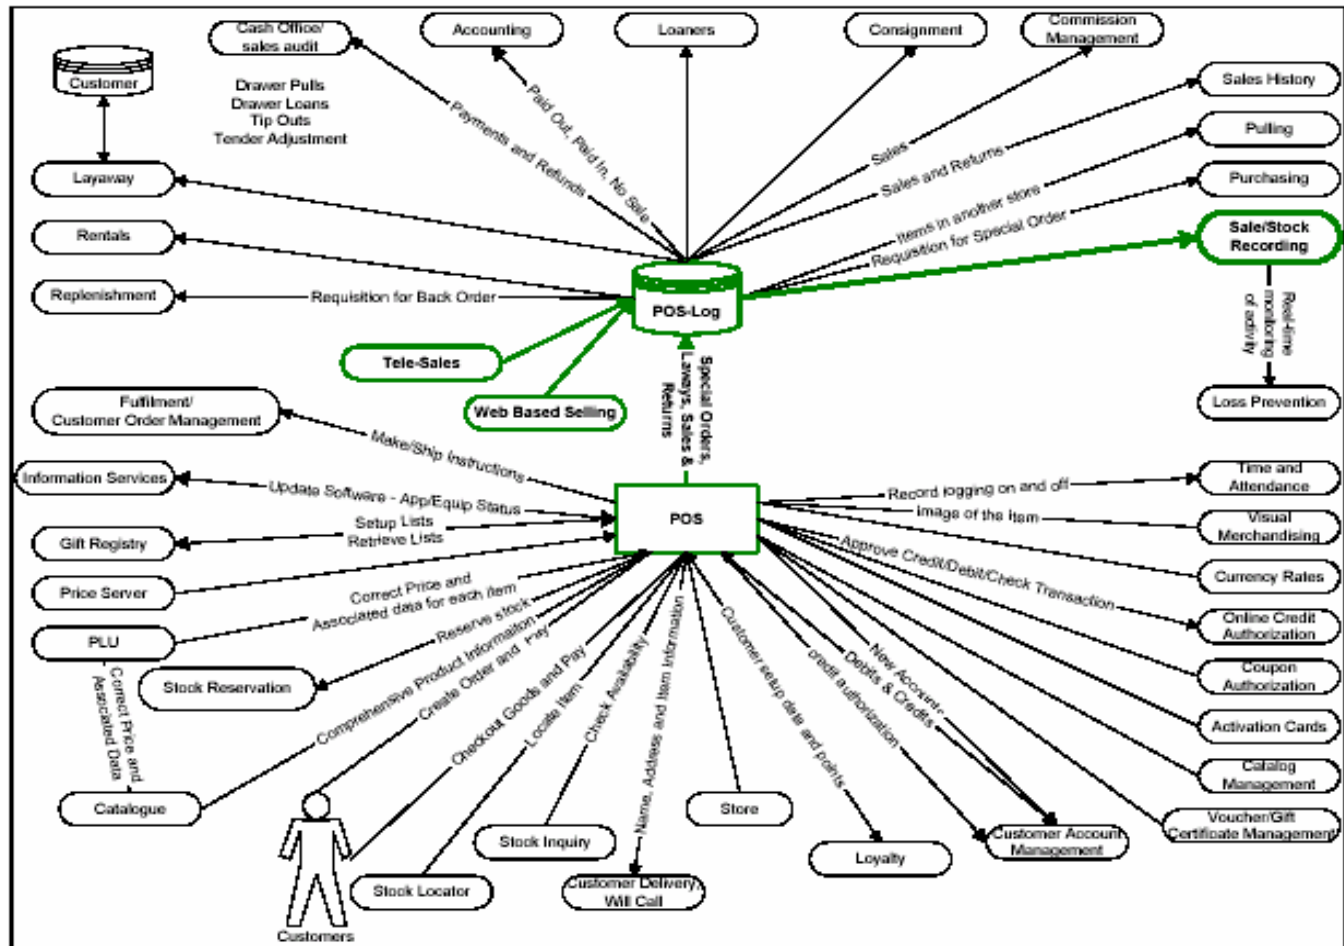 Cash Office/
sales audit
Accounting
Loaners
Consignment
Commission
Management
Customer
Drawer Pulls
Drawer Loans
Tip Outs
Tender Adjustment
Payments and Refunds
Paid Out, Paid In, No Sale
Sales
Sales and Returns
Items in another store
Requisition for Special Order
Sales History
Pulling
Purchasing
Sale/Stock
Recording
Layaway
Rentals
Replenishment
Requisition for Back Order
POS-Log
Real-time
monitoring
of activity
Tele-Sales
Web Based Selling
Special Orders,
Laways, Sales &
Returns
Loss Prevention
Fulfilment/
Customer Order Management
Make/Ship Instructions
Information Services
Update Software - App/Equip Status
Setup Lists
Retrieve Lists
Gift Registry
POS
Record logging on and off
image of the item
Approve Credit/Debit/Check Transaction
Time and
Attendance
Visual
Merchandising
Price Server
Currency Rates
Correct Price and
Associated data for each item
PLU
Online Credit
Authorization
Reserve stock
Stock Reservation
Comprehensive Product Informaiton
Create Order and Pay
Checkout Goods and Pay
Locate Item
Check Availability
Name, Address and Item Information
Customer setup data and points
credit authorization
Debits & Credits
New Accounts
Coupon
Authorization
Activation Cards
Correct Price and
Associated Data
Catalog
Management
Catalogue
Store
Voucher/Gift
Certificate Management
Stock Inquiry
Customer Account
Management
Loyalty
Stock Locator
Customer Delivery,
Will Call
Customers